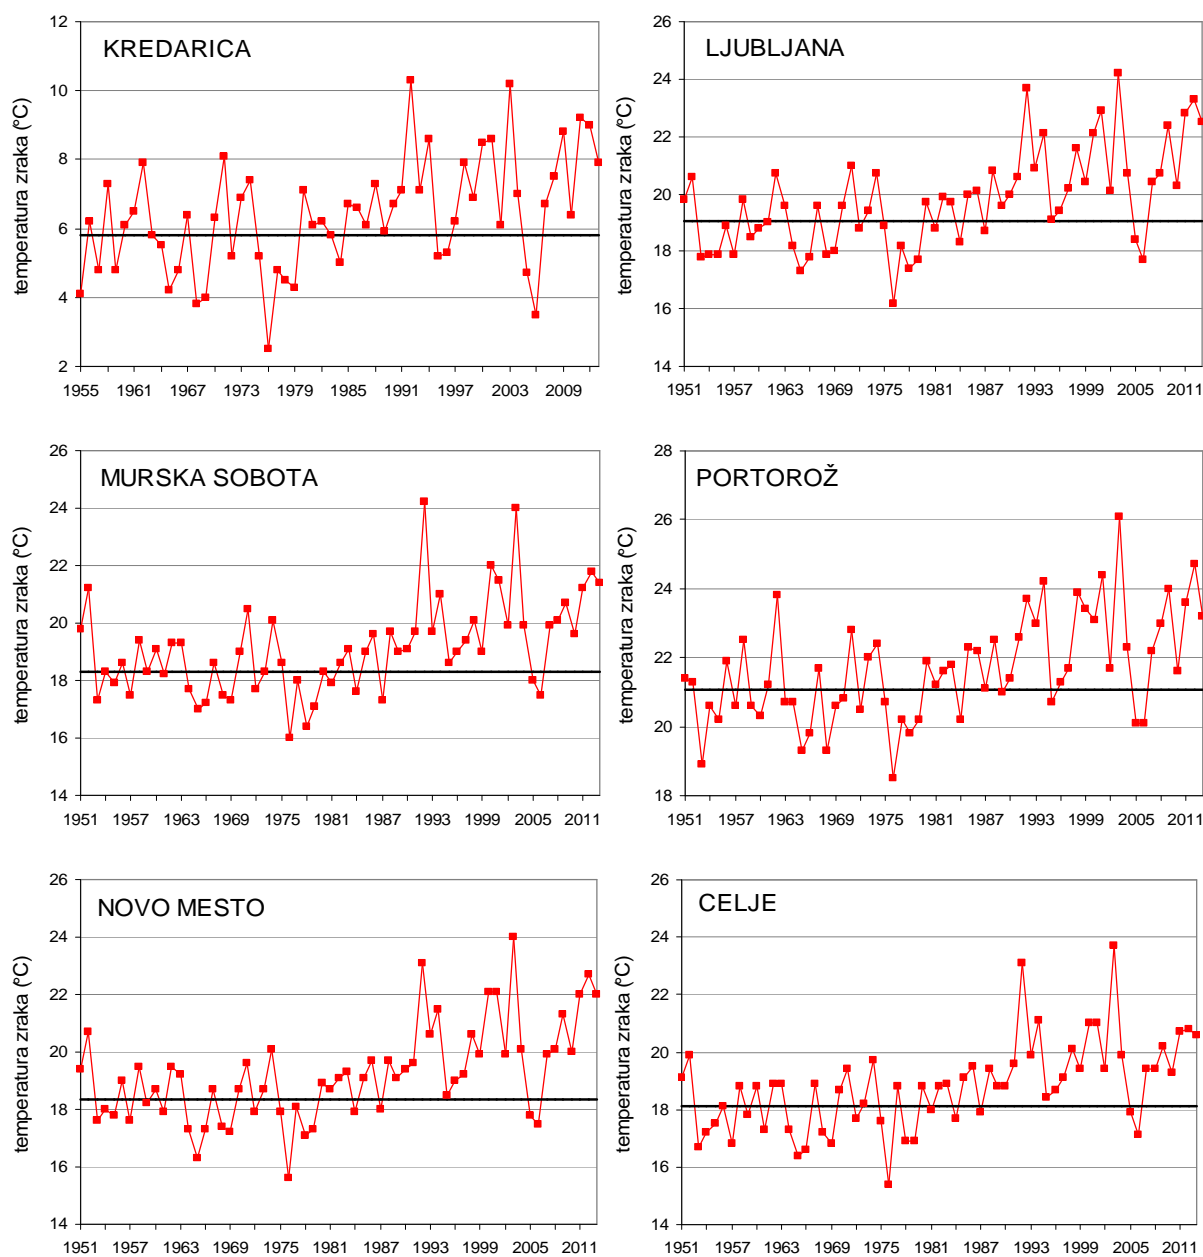 KREDARICA
temperatura zraka (°C)
12
10
8
6
4
2
1955 1961 1967 1973 1979 1985 1991 1997 2003 2009
LJUBLJANA
temperatura zraka (°C)
26
24
22
20
18
16
14
1951 1957 1963 1969 1975 1981 1987 1993 1999 2005 2011
MURSKA SOBOTA
temperatura zraka (°C)
26
24
22
20
18
16
14
1951 1957 1963 1969 1975 1981 1987 1993 1999 2005 2011
PORTOROŽ
temperatura zraka (°C)
28
26
24
22
20
18
1951 1957 1963 1969 1975 1981 1987 1993 1999 2005 2011
NOVO MESTO
temperatura zraka (°C)
26
24
22
20
18
16
14
1951 1957 1963 1969 1975 1981 1987 1993 1999 2005 2011
CELJE
temperatura zraka (°C)
26
24
22
20
18
16
14
1951 1957 1963 1969 1975 1981 1987 1993 1999 2005 2011